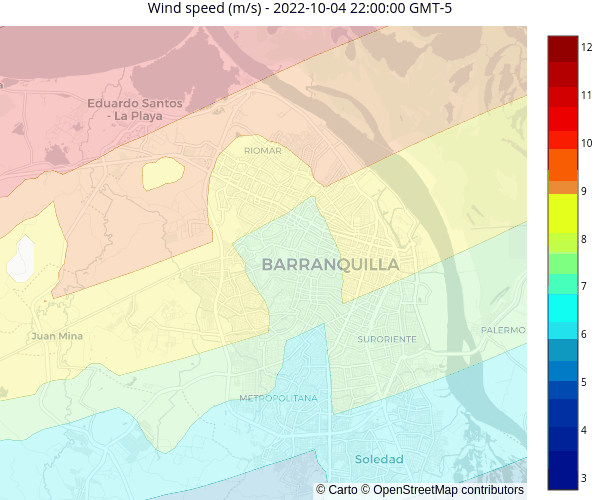 Wind speed (m/s) - 2022-10-04 22:00:00 GMT-5
Eduardo Santos
- La Playa
RIOMAR
BARRANQUILLA
Juan Mina
SURORIENTE
PALERMO
METROPOLITANA
Soledad
© Carto © OpenStreetMap contributors
12
11
10
9
8
7
6
5
4
3